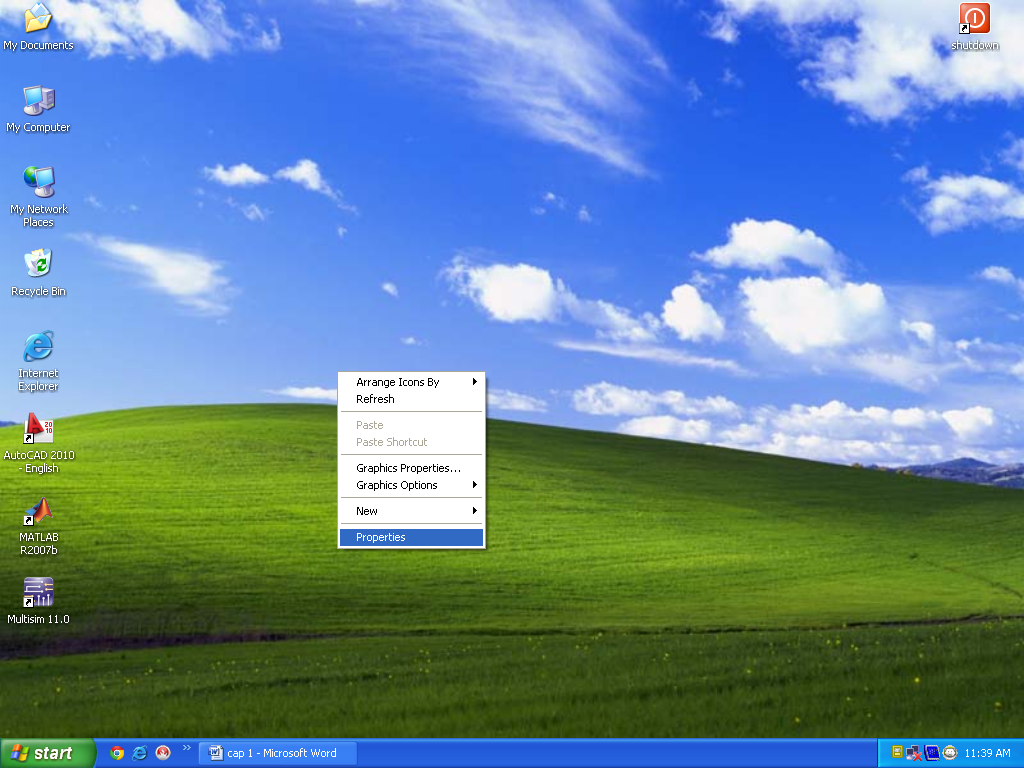 My Documents
My Computer
My Network
Places
Recycle Bin
Internet
Explorer
AutoCAD 2010
- English
MATLAB
R2007b
Multisim 11.0
shutdown
Arrange Icons By
Refresh
Paste
Paste Shortcut
Graphics Properties...
Graphics Options
New
Properties
start
cap 1 - Microsoft Word
11:39 AM